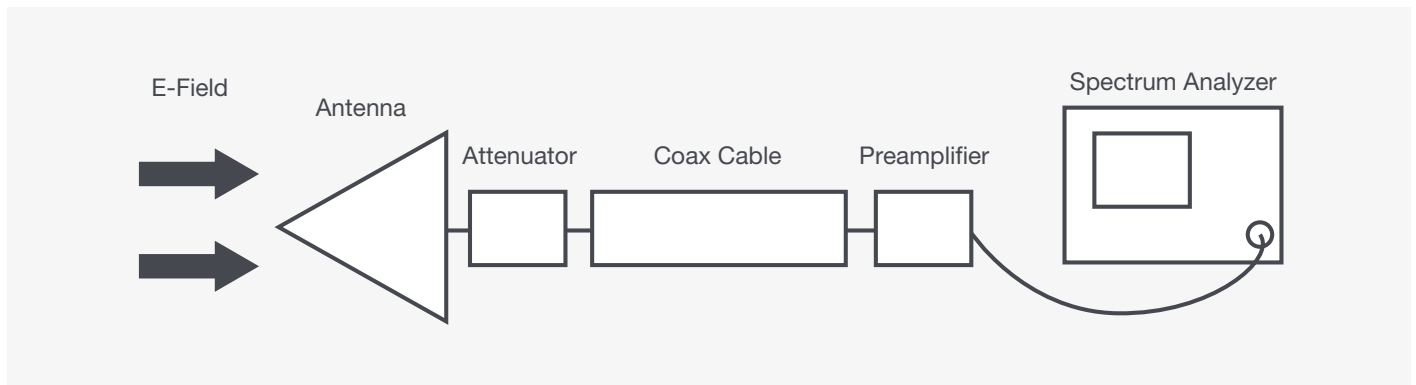 E-Field
Antenna
Attenuator
Coax Cable
Preamplifier
Spectrum Analyzer